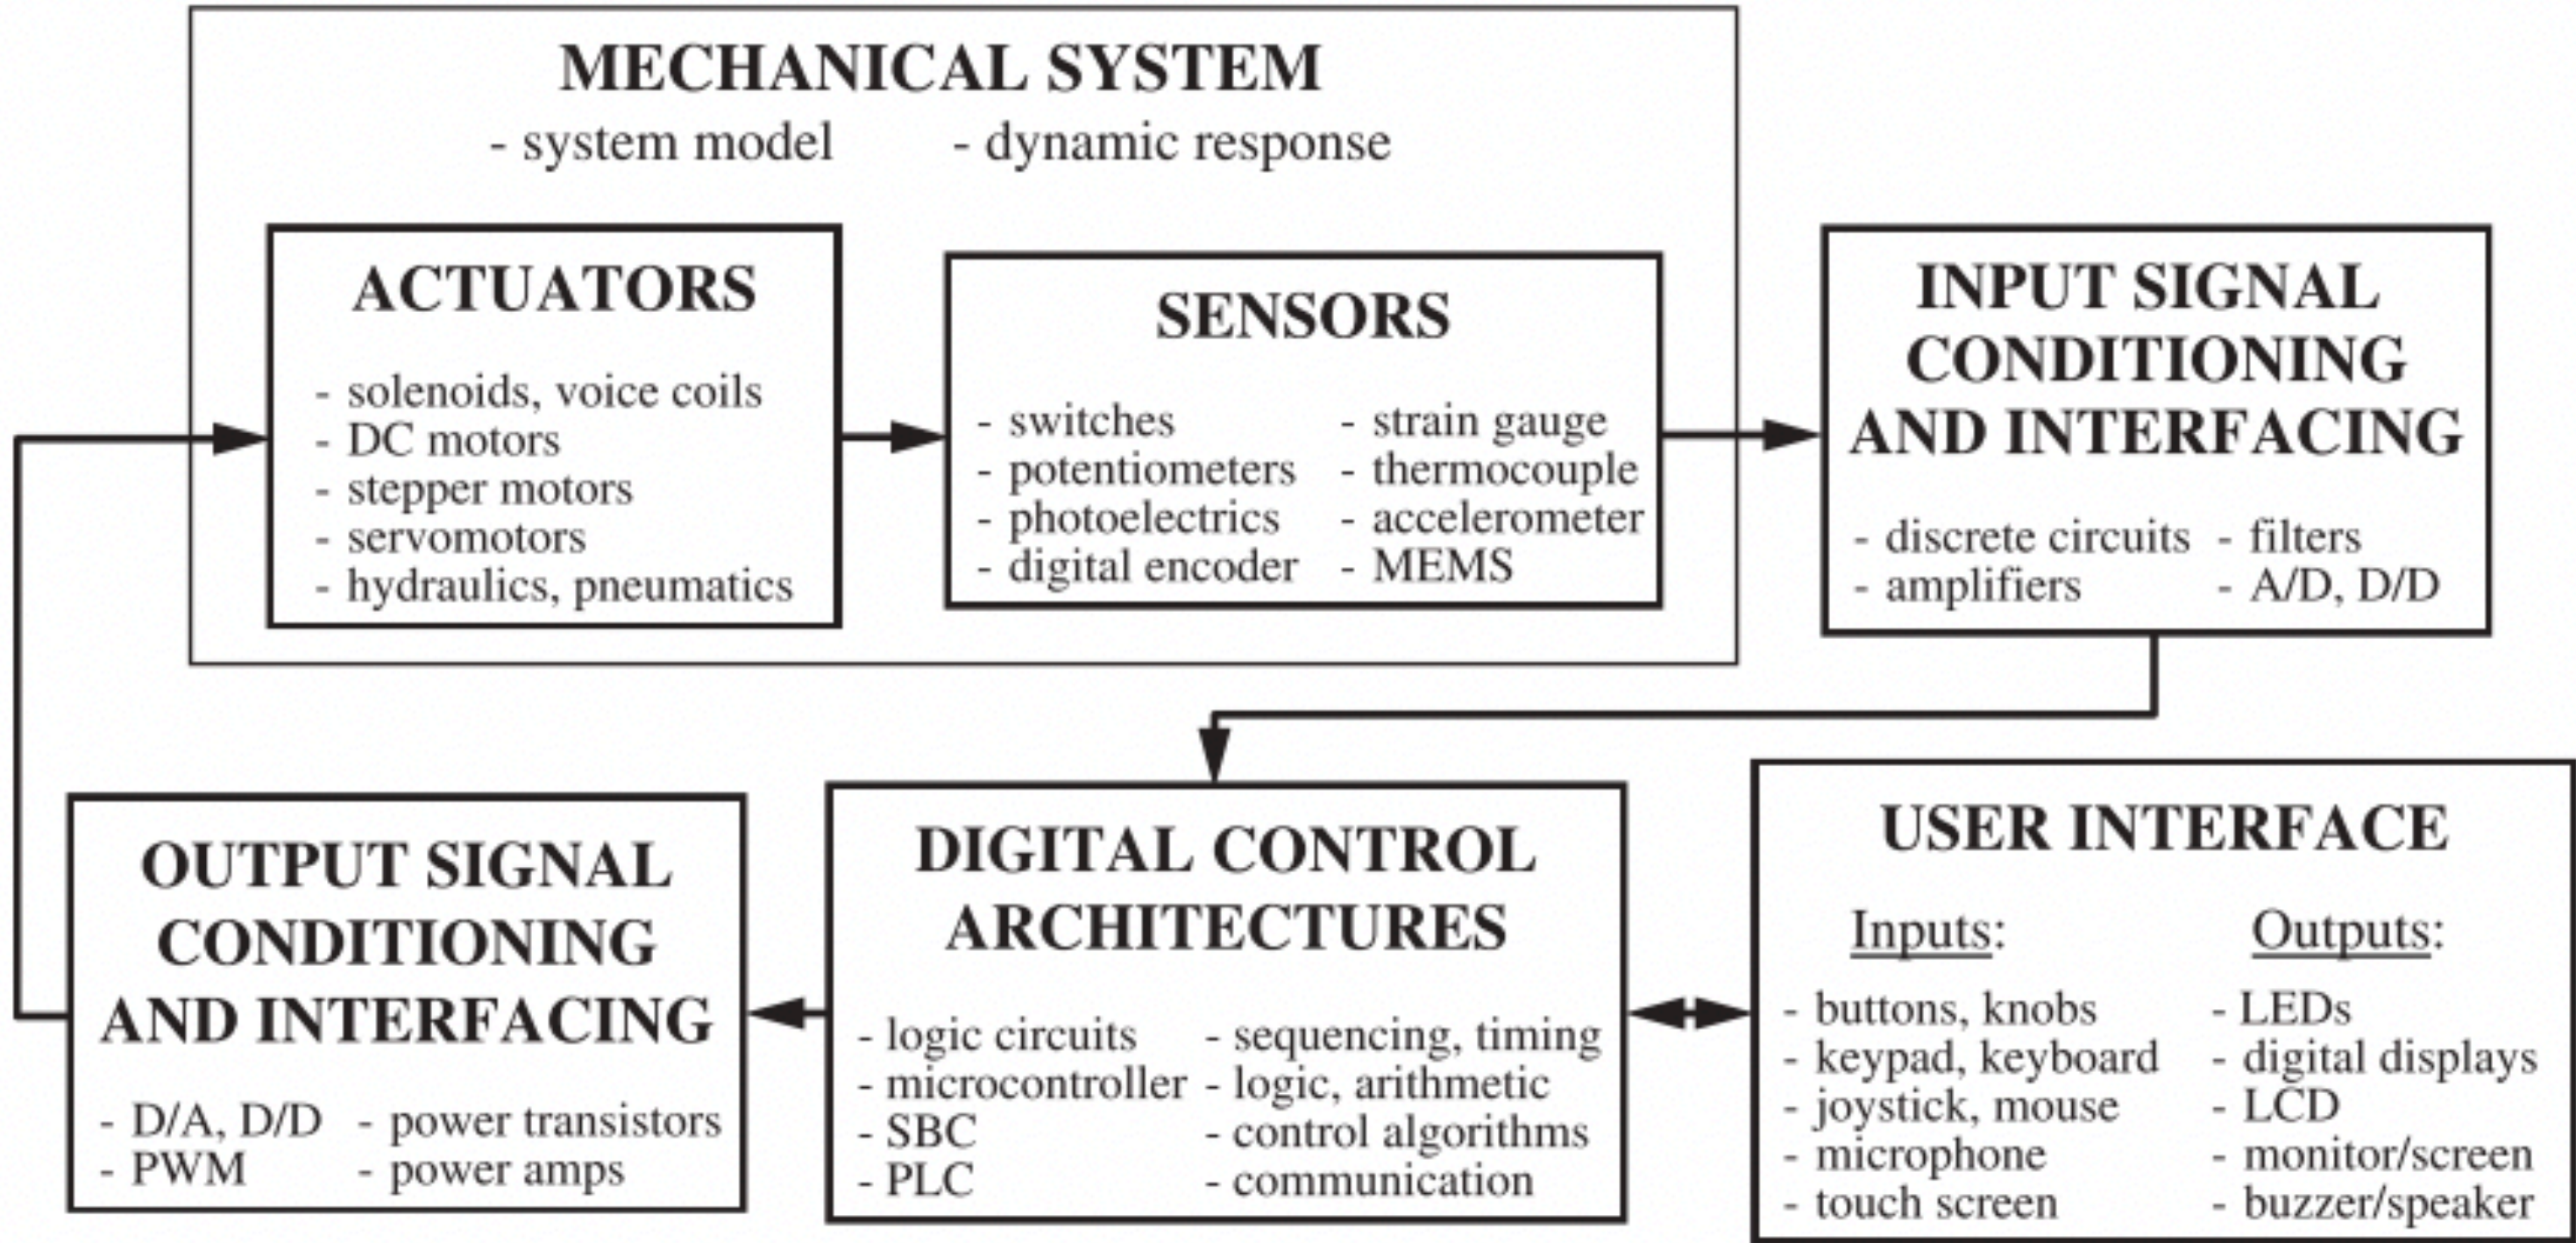 MECHANICAL SYSTEM
- system model - dynamic response
ACTUATORS
- solenoids, voice coils
- DC motors
- stepper motors
- servomotors
- hydraulics, pneumatics
SENSORS
- switches - strain gauge
- potentiometers - thermocouple
- photoelectrics - accelerometer
- digital encoder - MEMS
INPUT SIGNAL
CONDITIONING
AND INTERFACING
- discrete circuits - filters
- amplifiers - A/D, D/D
OUTPUT SIGNAL
CONDITIONING
AND INTERFACING
- D/A, D/D - power transistors
- PWM - power amps
DIGITAL CONTROL
ARCHITECTURES
- logic circuits - sequencing, timing
- microcontroller - logic, arithmetic
- SBC - control algorithms
- PLC - communication
USER INTERFACE
Inputs: Outputs:
- buttons, knobs - LEDs
- keypad, keyboard - digital displays
- joystick, mouse - LCD
- microphone - monitor/screen
- touch screen - buzzer/speaker